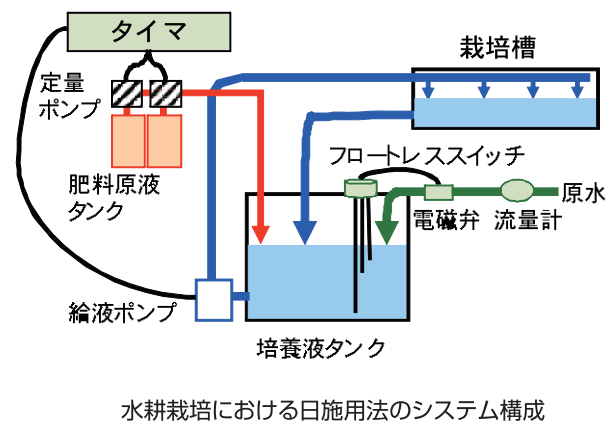 タイマ
栽培槽
定量
ポンプ
フロートレススイッチ
肥料原液
タンク
原水
電磁弁
流量計
給液ポンプ
培養液タンク
水耕栽培における日施用法のシステム構成